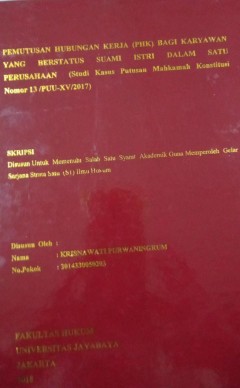 PEMUTUSAN HUBUNGAN KERJA (PHK) BAGI KARYAWAN
YANG BERSTATUS SUAMI ISTRI DALAM SATU
PERUSAHAAN (Studi Kasus Putusan Mahkamah Konstitusi
Nomor 13 /PUU-XV/2017)
SKRIPSI
Disusun Untuk Memenuhi Salah Satu Syarat Akademik Guna Memperoleh Gelar
Sarjana Strata Satu (S1) Ilmu Hukum
Disusun Oleh :
Nama : KRISNAWATI PURWANINGRUM
No.Pokok :
FAKULTAS HUKUM
UNIVERSITAS JAYABAYA
JAKARTA
2018